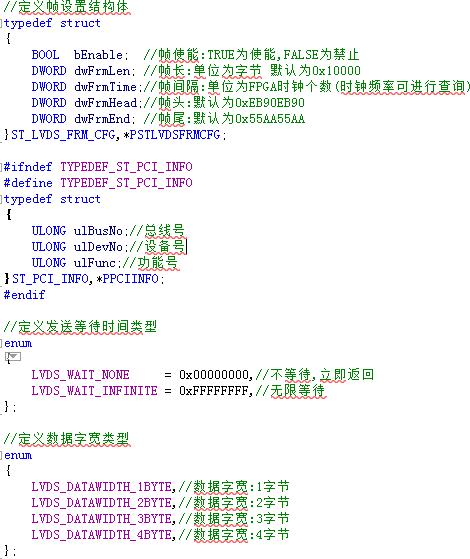 //定义帧设置结构体
typedef struct
{
BOOL bEnable; //帧使能:TRUE为使能,FALSE为禁止
DWORD dwFrmLen; //帧长:单位为字节 默认为0x10000
DWORD dwFrmTime;//帧间隔:单位为FPGA时钟个数(时钟频率可进行查询)
DWORD dwFrmHead;//帧头:默认为0xEB90EB90
DWORD dwFrmEnd; //帧尾:默认为0x55AA55AA
}ST_LVDS_FRM_CFG,*PSTLVDSFRMCFG;
#ifndef TYPEDEF_ST_PCI_INFO
#define TYPEDEF_ST_PCI_INFO
typedef struct
{
ULONG ulBusNo;//总线号
ULONG ulDevNo;//设备号
ULONG ulFunc;//功能号
}ST_PCI_INFO,*PPCIINFO;
#endif
//定义发送等待时间类型
enum
{
LVDS_WAIT_NONE = 0x00000000,//不等待,立即返回
LVDS_WAIT_INFINITE = 0xFFFFFFFF,//无限等待
};
//定义数据字宽类型
enum
{
LVDS_DATAWIDTH_1BYTE,//数据字宽:1字节
LVDS_DATAWIDTH_2BYTE,//数据字宽:2字节
LVDS_DATAWIDTH_3BYTE,//数据字宽:3字节
LVDS_DATAWIDTH_4BYTE,//数据字宽:4字节
};